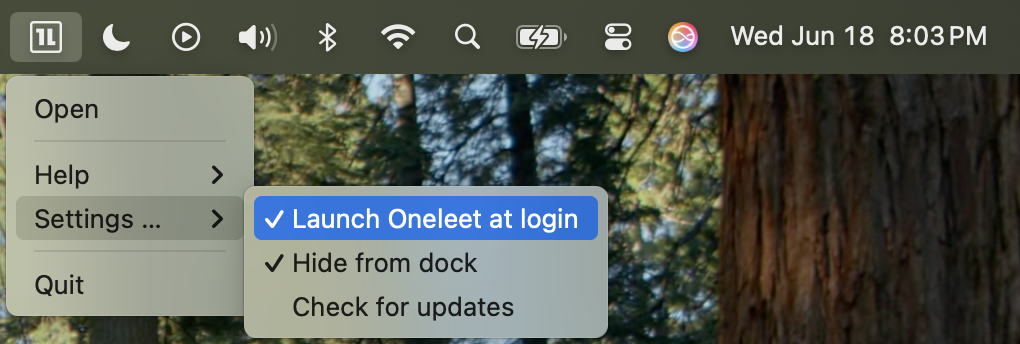 1L
Wed Jun 18 8:03 PM
Open
Help
Settings ...
Quit
Launch Oneleet at login
Hide from dock
Check for updates